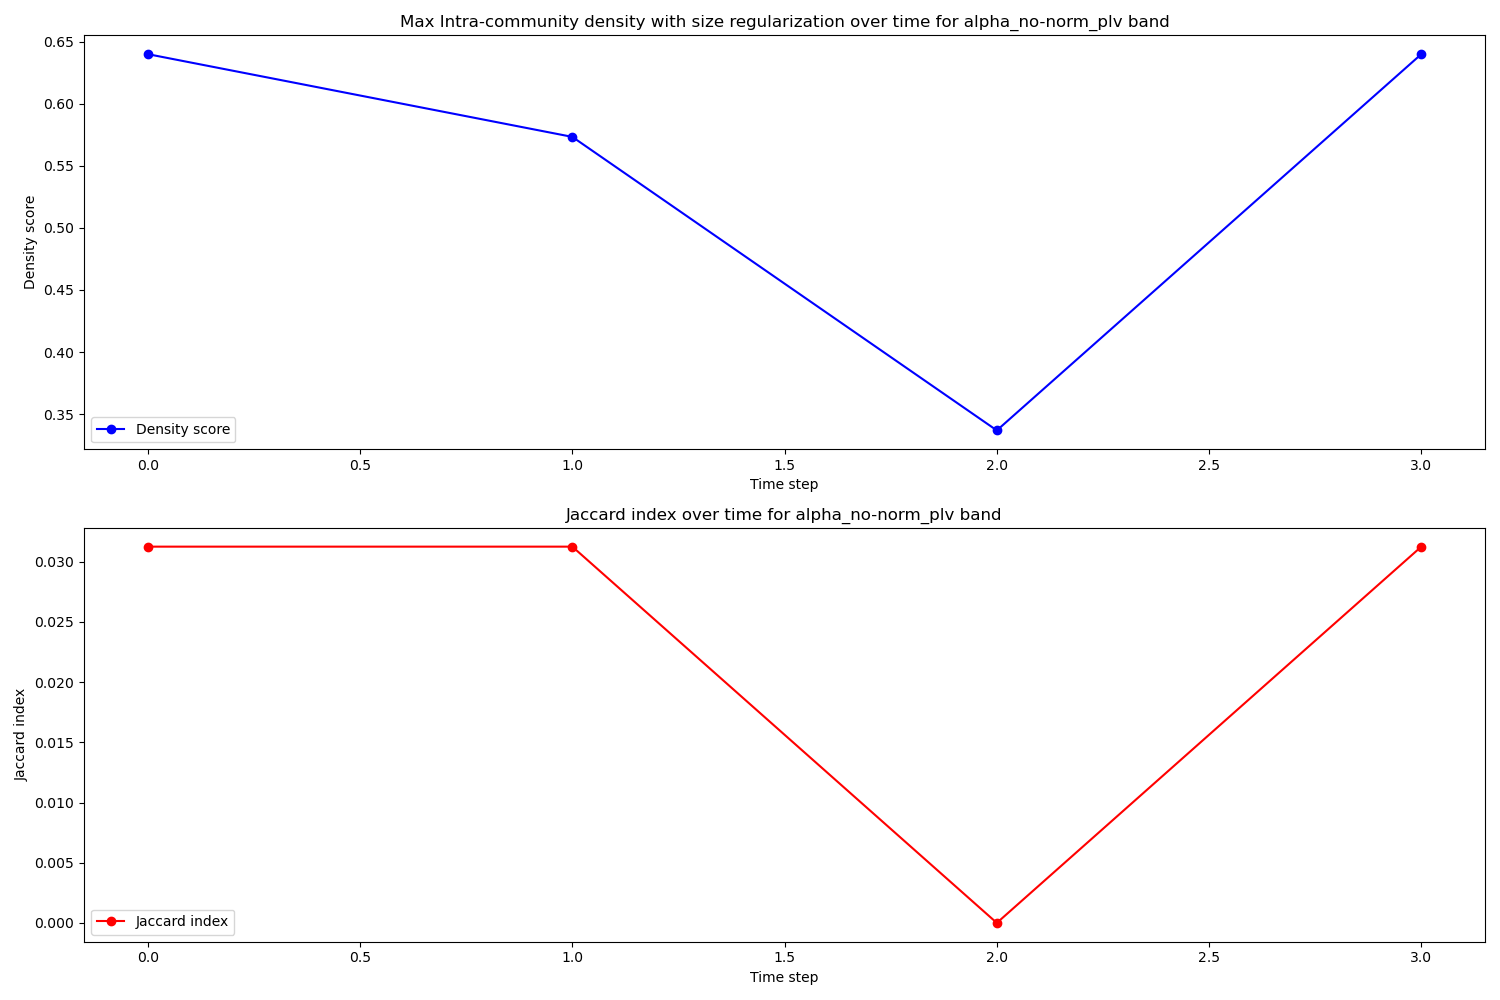 Max Intra-community density with size regularization over time for alpha_no-norm_plv band
Density score
0.65
0.60
0.55
0.50
0.45
0.40
0.35
Density score
0.0 0.5 1.0 1.5 2.0 2.5 3.0
Time step
Jaccard index over time for alpha_no-norm_plv band
Jaccard index
0.030
0.025
0.020
0.015
0.010
0.005
0.000
Jaccard index
0.0 0.5 1.0 1.5 2.0 2.5 3.0
Time step